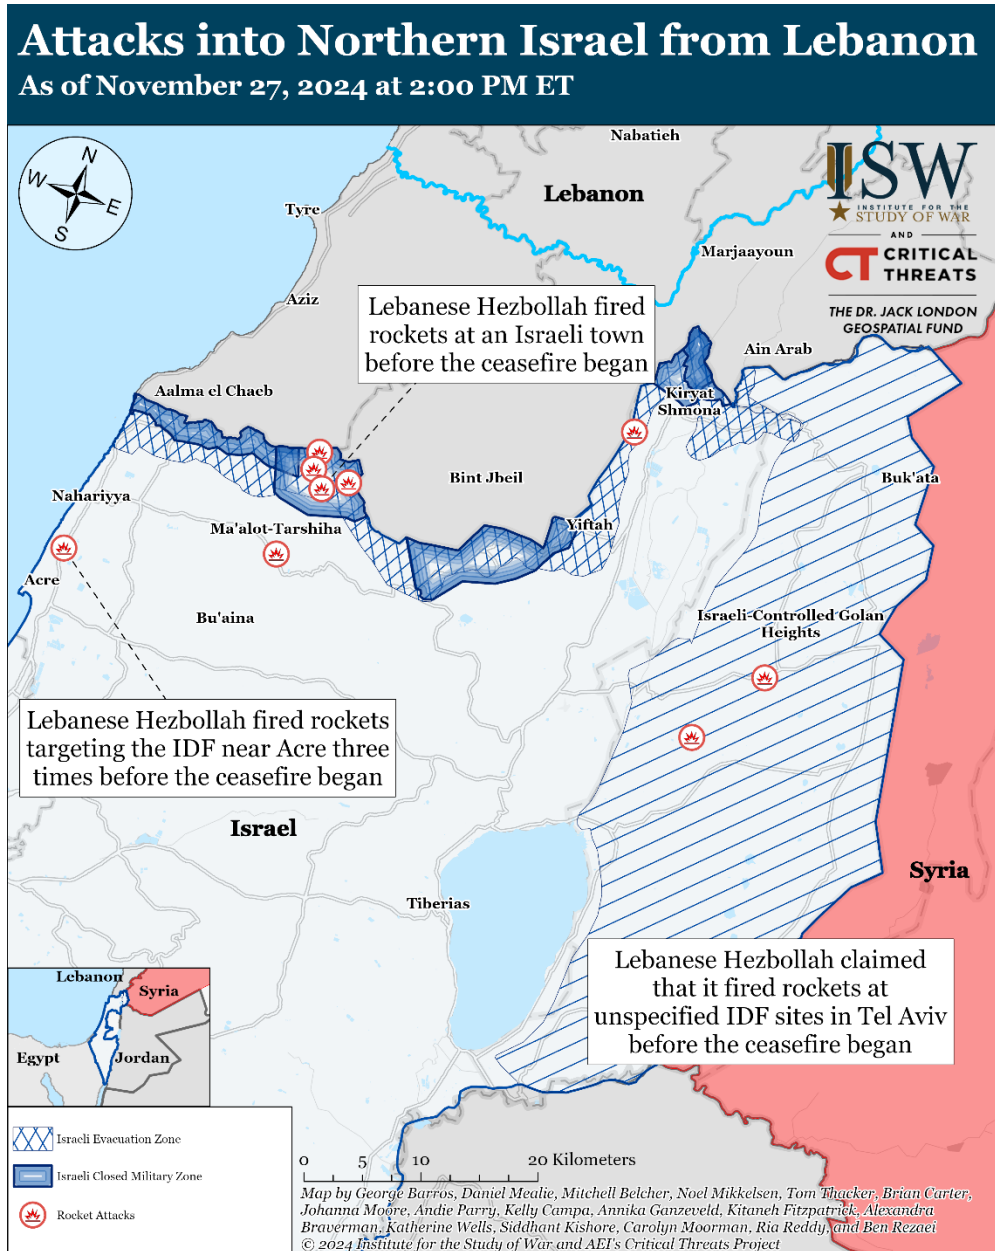 Attacks into Northern Israel from Lebanon
As of November 27, 2024 at 2:00 PM ET
N
W
E
S
Nabatieh
Lebanon
ISW
INSTITUTE FOR THE
STUDY OF WAR
AND
CT CRITICAL
THREATS
THE DR. JACK LONDON
GEOSPATIAL FUND
Tyre
Marjaayoun
Aziz
Lebanese Hezbollah fired
rockets at an Israeli town
before the ceasefire began
Ain Arab
Aalma el Chaeb
Kiryat
Shmona
Bint Jbeil
Buk'ata
Nahariyya
Ma'alot-Tarshiha
Yiftah
Acre
Bu'aina
Israeli-Controlled Golan
Heights
Lebanese Hezbollah fired rockets
targeting the IDF near Acre three
times before the ceasefire began
Israel
Syria
Tiberias
Lebanese Hezbollah claimed
that it fired rockets at
unspecified IDF sites in Tel Aviv
before the ceasefire began
Lebanon
Syria
Egypt
Jordan
Israeli Evacuation Zone
Israeli Closed Military Zone
Rocket Attacks
0 5 10 20 Kilometers
Map by George Barros, Daniel Mealie, Mitchell Belcher, Noel Mikkelsen, Tom Thacker, Brian Carter,
Johanna Moore, Andie Parry, Kelly Campa, Annika Ganzeveld, Kitaneh Fitzpatrick, Alexandra
Braverman, Katherine Wells, Siddhant Kishore, Carolyn Moorman, Ria Reddy, and Ben Rezaei
© 2024 Institute for the Study of War and AEI's Critical Threats Project